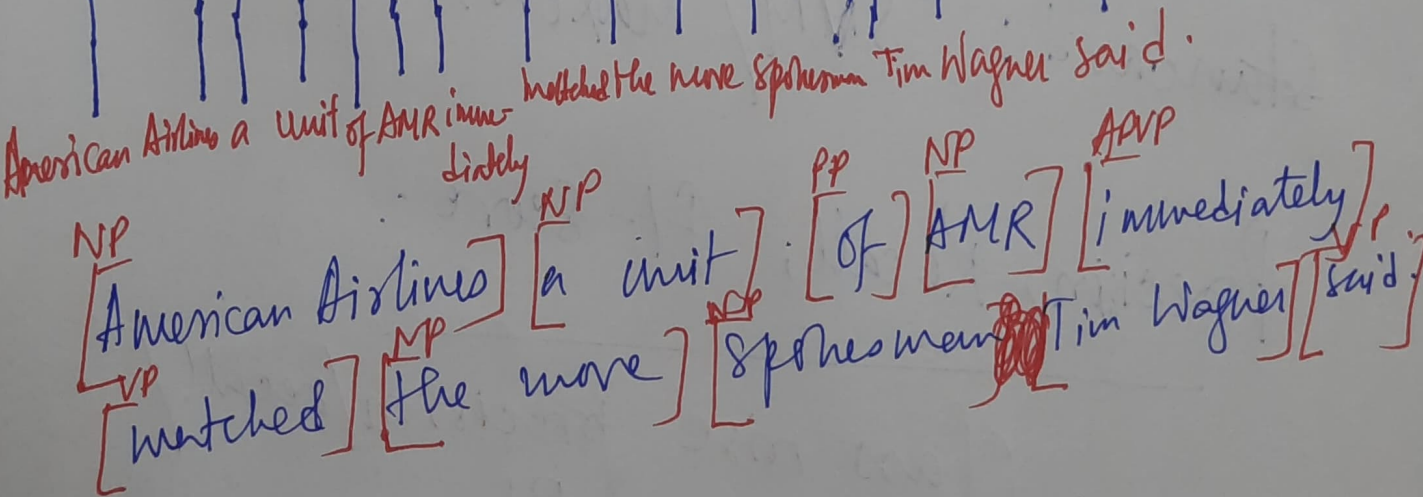 American Airlines a unit of AMR imme- matched the move spokesman Tim Wagner said.
diately
NP NP PP NP ADVP
[American Airlines] [a unit] [of] [AMR] [immediately]
VP NP NP VP
[matched] [the move] [spokesman Tim Wagner] [said.]